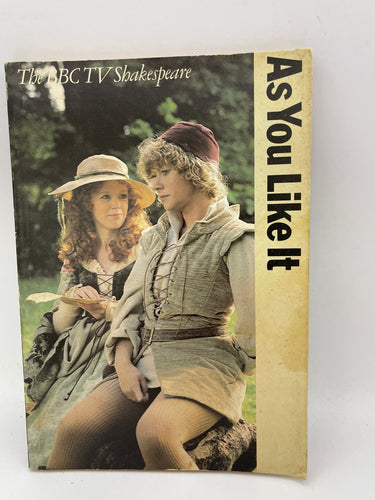 The BBC TV Shakespeare
As You Like It